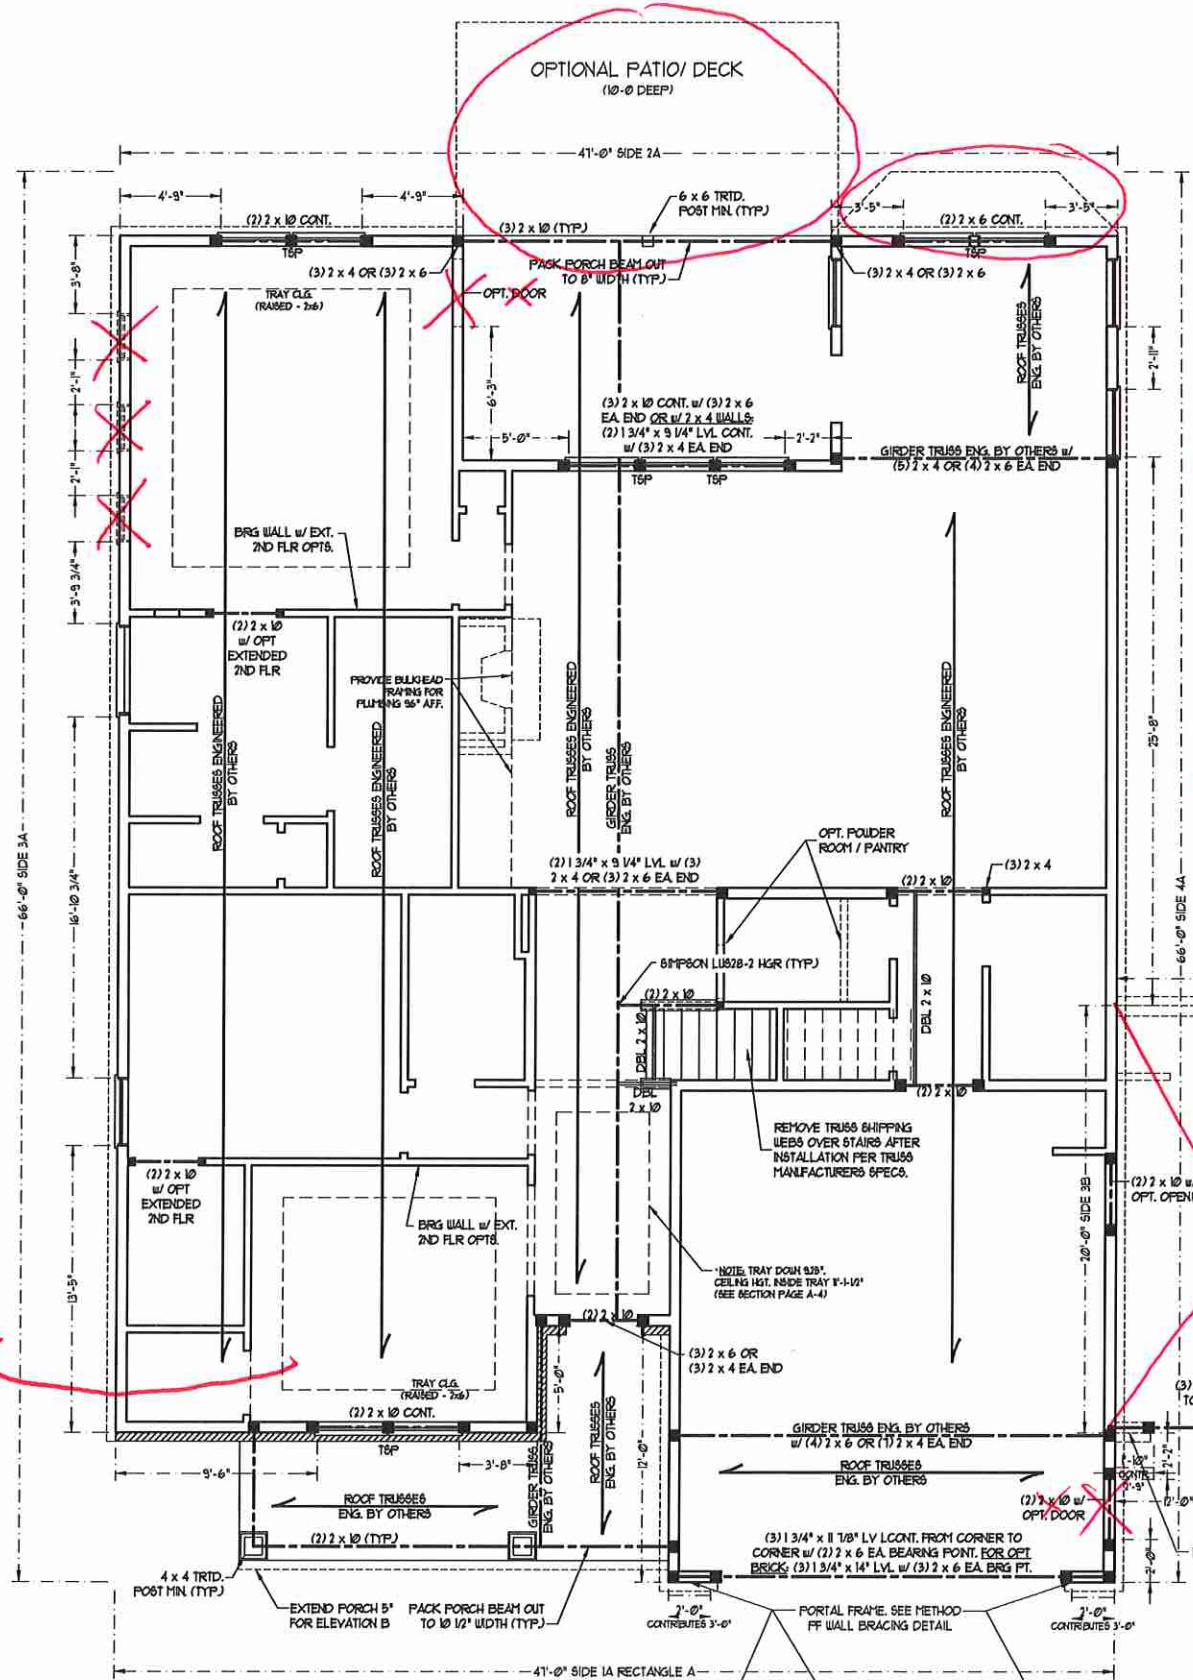 OPTIONAL PATIO/ DECK
(10-0 DEEP)
47'-0" SIDE 2A
4'-9"
4'-9"
6 x 6 TRTD.
POST MIN. (TYP.)
3'-5"
3'-5"
(2) 2 x 10 CONT.
(3) 2 x 10 (TYP.)
(2) 2 x 6 CONT.
TSP
TSP
(3) 2 x 4 OR (3) 2 x 6
PACK PORCH BEAM OUT
TO 8" WIDTH (TYP.)
(3) 2 x 4 OR (3) 2 x 6
3'-8"
TRAY CLG.
(RAISED - 2x6)
OPT. DOOR
ROOF TRUSSES
ENG. BY OTHERS
2'-1"
2'-11"
6'-3"
(3) 2 x 10 CONT. w/ (3) 2 x 6
EA. END OR w/ 2 x 4 WALLS:
(2) 1 3/4" x 9 1/4" LVL CONT.
w/ (3) 2 x 4 EA. END
5'-0"
2'-2"
2'-1"
GIRDER TRUSS ENG. BY OTHERS w/
(5) 2 x 4 OR (4) 2 x 6 EA. END
TSP
TSP
BRG WALL w/ EXT.
2ND FLR OPTS.
3'-9 3/4"
(2) 2 x 10
w/ OPT
EXTENDED
2ND FLR
PROVIDE BULKHEAD
FRAMING FOR
PLUMBING 96" A.F.F.
ROOF TRUSSES ENGINEERED
BY OTHERS
ROOF TRUSSES ENGINEERED
BY OTHERS
ROOF TRUSSES ENGINEERED
BY OTHERS
GIRDER TRUSS
ENG. BY OTHERS
ROOF TRUSSES ENGINEERED
BY OTHERS
25'-8"
66'-0" SIDE 3A
16'-10 3/4"
66'-0" SIDE 4A
OPT. POWDER
ROOM / PANTRY
(2) 1 3/4" x 9 1/4" LVL w/ (3)
2 x 4 OR (3) 2 x 6 EA. END
(3) 2 x 4
(2) 2 x 10
SIMPSON LUS28-2 HGR (TYP.)
(2) 2 x 10
DBL 2 x 10
DBL 2 x 10
DBL
2 x 10
(2) 2 x 10
REMOVE TRUSS SHIPPING
WEBS OVER STAIRS AFTER
INSTALLATION PER TRUSS
MANUFACTURERS SPECS.
(2) 2 x 10
w/ OPT
EXTENDED
2ND FLR
(2) 2 x 10 w/
OPT. OPENI
20'-0" SIDE 3B
BRG WALL w/ EXT.
2ND FLR OPTS.
13'-5"
NOTE: TRAY DOWN
CEILING HGT. INSIDE TRAY
(SEE SECTION PAGE A-4)
(2) 2 x 10
(3) 2 x 6 OR
(3) 2 x 4 EA. END
5'-0"
TRAY CLG.
(RAISED - 2x6)
(2) 2 x 10 CONT.
TSP
(3)
TO
GIRDER TRUSS ENG. BY OTHERS
w/ (4) 2 x 6 OR (7) 2 x 4 EA. END
ROOF TRUSSES
ENG. BY OTHERS
9'-6"
3'-8"
GIRDER TRUSS
ENG. BY OTHERS
ROOF TRUSSES
ENG. BY OTHERS
12'-0"
2'-2"
ROOF TRUSSES
ENG. BY OTHERS
(2) 2 x 10 w/
OPT. DOOR
12'-0"
(2) 2 x 10 (TYP.)
(3) 1 3/4" x 11 7/8" LVL CONT. FROM CORNER TO
CORNER w/ (2) 2 x 6 EA. BEARING POINT. FOR OPT
BRICK: (3) 1 3/4" x 14" LVL w/ (3) 2 x 6 EA. BRG PT.
2'-0"
4 x 4 TRTD.
POST MIN. (TYP.)
EXTEND PORCH 5"
FOR ELEVATION B
PACK PORCH BEAM OUT
TO 10 1/2" WIDTH (TYP.)
2'-0"
CONTRIBUTES 3'-0"
PORTAL FRAME. SEE METHOD
PF WALL BRACING DETAIL
2'-0"
CONTRIBUTES 3'-0"
47'-0" SIDE 1A RECTANGLE A